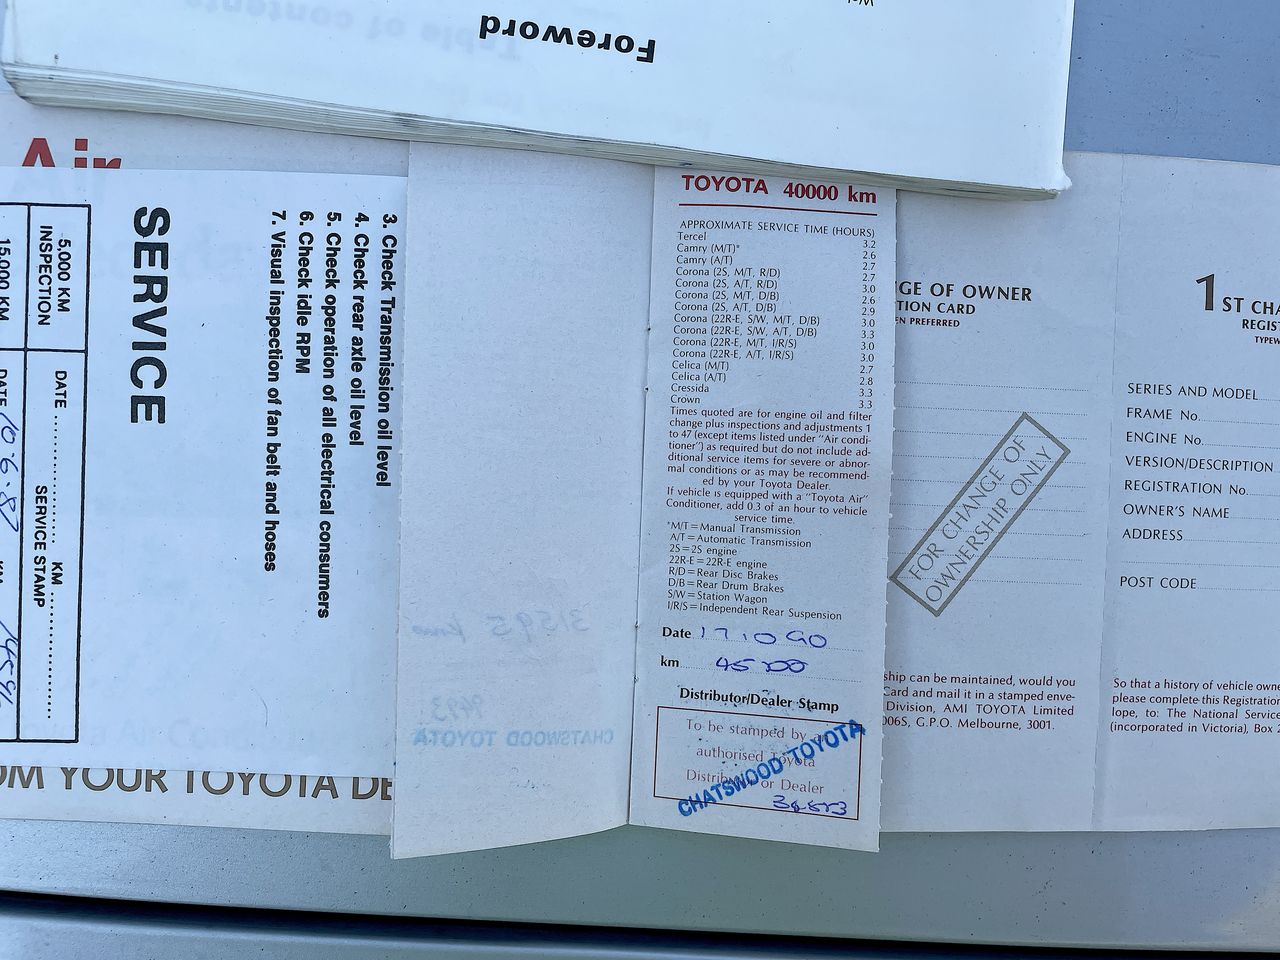 Foreword
Air
SERVICE
3. Check Transmission oil level
4. Check rear axle oil level
5. Check operation of all electrical consumers
6. Check idle RPM
7. Visual inspection of fan belt and hoses
5,000 KM
INSPECTION
DATE .......... KM ..........
SERVICE STAMP
15,000 KM
DATE 10.6.87 KM
OM YOUR TOYOTA DE
TOYOTA 40000 km
APPROXIMATE SERVICE TIME (HOURS)
Tercel 3.2
Camry (M/T)* 2.6
Camry (A/T) 2.7
Corona (2S, M/T, R/D) 2.7
Corona (2S, A/T, R/D) 3.0
Corona (2S, M/T, D/B) 2.6
Corona (2S, A/T, D/B) 2.9
Corona (22R-E, S/W, M/T, D/B) 3.0
Corona (22R-E, S/W, A/T, D/B) 3.3
Corona (22R-E, M/T, I/R/S) 3.0
Corona (22R-E, A/T, I/R/S) 3.0
Celica (M/T) 2.7
Celica (A/T) 2.8
Cressida 3.3
Crown 3.3
Times quoted are for engine oil and filter
change plus inspections and adjustments 1
to 47 (except items listed under "Air condi-
tioner") as required but do not include ad-
ditional service items for severe or abnor-
mal conditions or as may be recommend-
ed by your Toyota Dealer.
If vehicle is equipped with a "Toyota Air"
Conditioner, add 0.3 of an hour to vehicle
service time.
*M/T=Manual Transmission
A/T=Automatic Transmission
2S=2S engine
22R-E=22R-E engine
R/D=Rear Disc Brakes
D/B=Rear Drum Brakes
S/W=Station Wagon
I/R/S=Independent Rear Suspension
Date 17.10.90
km 45700
Distributor/Dealer Stamp
To be stamped by an
authorised Toyota
Distributor or Dealer
CHATSWOOD TOYOTA
GE OF OWNER
TION CARD
EN PREFERRED
FOR CHANGE OF
OWNERSHIP ONLY
ship can be maintained, would you
Card and mail it in a stamped enve-
Division, AMI TOYOTA Limited
006S, G.P.O. Melbourne, 3001.
1ST CHA
REGIST
TYPEW
SERIES AND MODEL
FRAME No.
ENGINE No.
VERSION/DESCRIPTION
REGISTRATION No.
OWNER'S NAME
ADDRESS
POST CODE
So that a history of vehicle owne
please complete this Registration
lope, to: The National Service
(incorporated in Victoria), Box 2